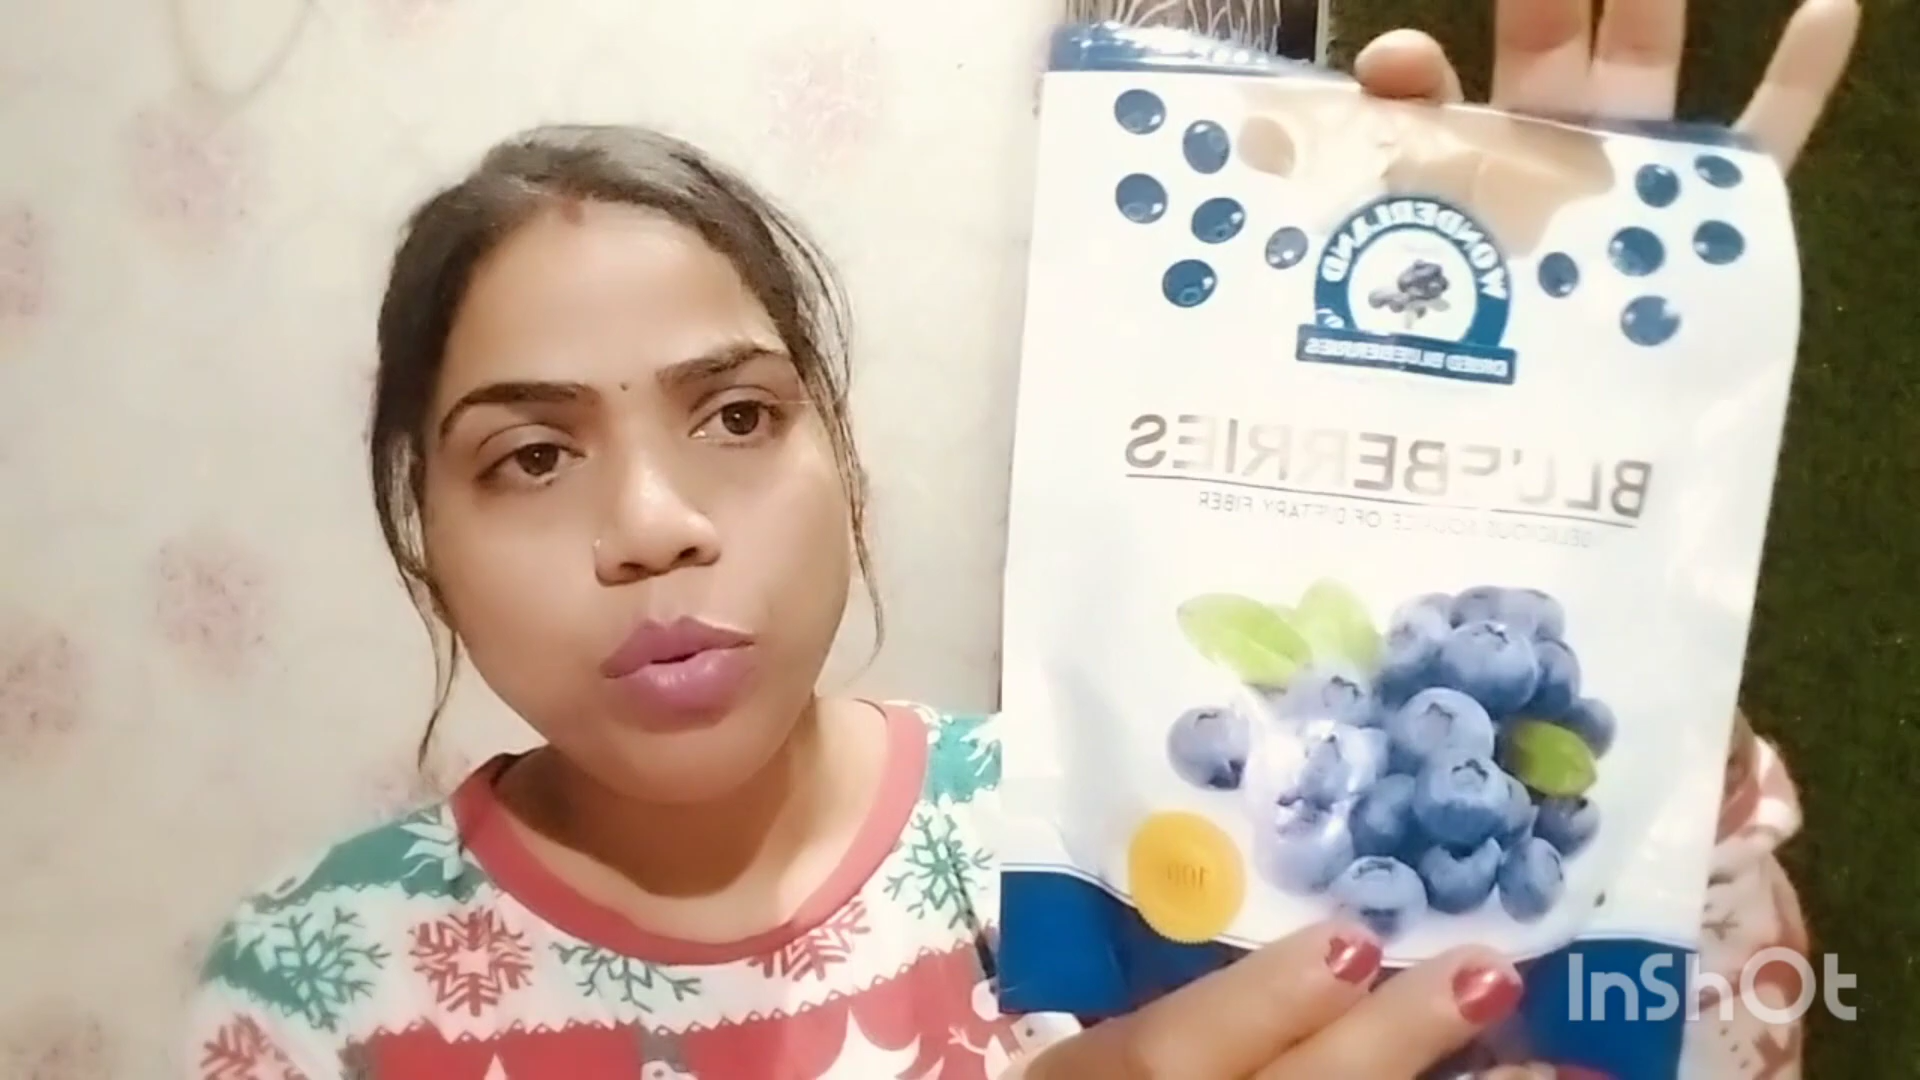 WONDERLAND
DRIED BLUEBERRIES
BLUEBERRIES
DELICIOUS SOURCE OF DIETARY FIBER
InShOt